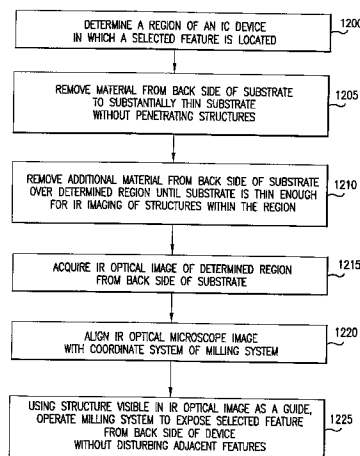 DETERMINE A REGION OF AN IC DEVICE
IN WHICH A SELECTED FEATURE IS LOCATED
1200
REMOVE MATERIAL FROM BACK SIDE OF SUBSTRATE
TO SUBSTANTIALLY THIN SUBSTRATE
WITHOUT PENETRATING STRUCTURES
1205
REMOVE ADDITIONAL MATERIAL FROM BACK SIDE OF SUBSTRATE
OVER DETERMINED REGION UNTIL SUBSTRATE IS THIN ENOUGH
FOR IR IMAGING OF STRUCTURES WITHIN THE REGION
1210
ACQUIRE IR OPTICAL IMAGE OF DETERMINED REGION
FROM BACK SIDE OF SUBSTRATE
1215
ALIGN IR OPTICAL MICROSCOPE IMAGE
WITH COORDINATE SYSTEM OF MILLING SYSTEM
1220
USING STRUCTURE VISIBLE IN IR OPTICAL IMAGE AS A GUIDE,
OPERATE MILLING SYSTEM TO EXPOSE SELECTED FEATURE
FROM BACK SIDE OF DEVICE
WITHOUT DISTURBING ADJACENT FEATURES
1225